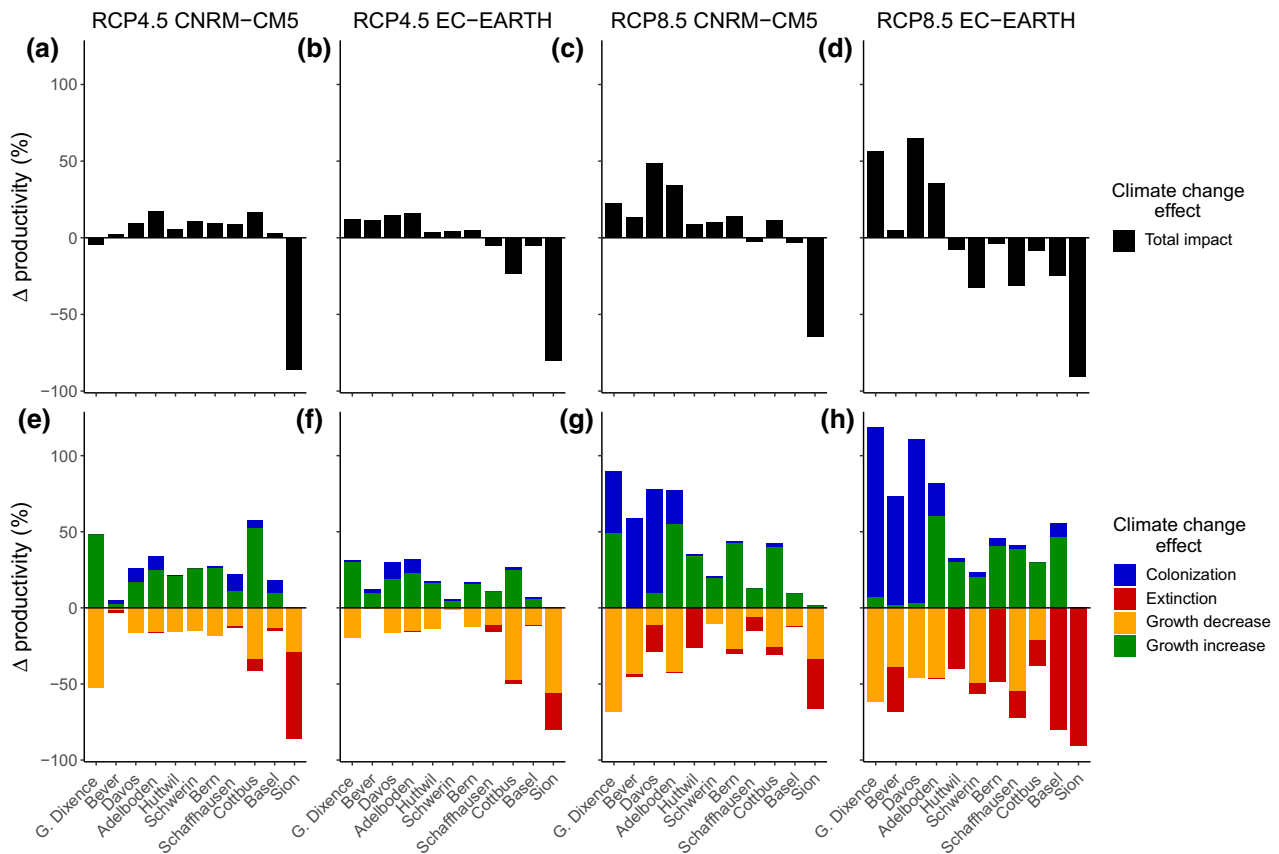 RCP4.5 CNRM−CM5
RCP4.5 EC−EARTH
RCP8.5 CNRM−CM5
RCP8.5 EC−EARTH
(a)
(b)
(c)
(d)
Δ productivity (%)
100
50
0
−50
−100
Climate change
effect
Total impact
(e)
(f)
(g)
(h)
Δ productivity (%)
100
50
0
−50
−100
Climate change
effect
Colonization
Extinction
Growth decrease
Growth increase
G. Dixence
Bever
Davos
Adelboden
Huttwil
Schwerin
Bern
Schaffhausen
Cottbus
Basel
Sion
G. Dixence
Bever
Davos
Adelboden
Huttwil
Schwerin
Bern
Schaffhausen
Cottbus
Basel
Sion
G. Dixence
Bever
Davos
Adelboden
Huttwil
Schwerin
Bern
Schaffhausen
Cottbus
Basel
Sion
G. Dixence
Bever
Davos
Adelboden
Huttwil
Schwerin
Bern
Schaffhausen
Cottbus
Basel
Sion